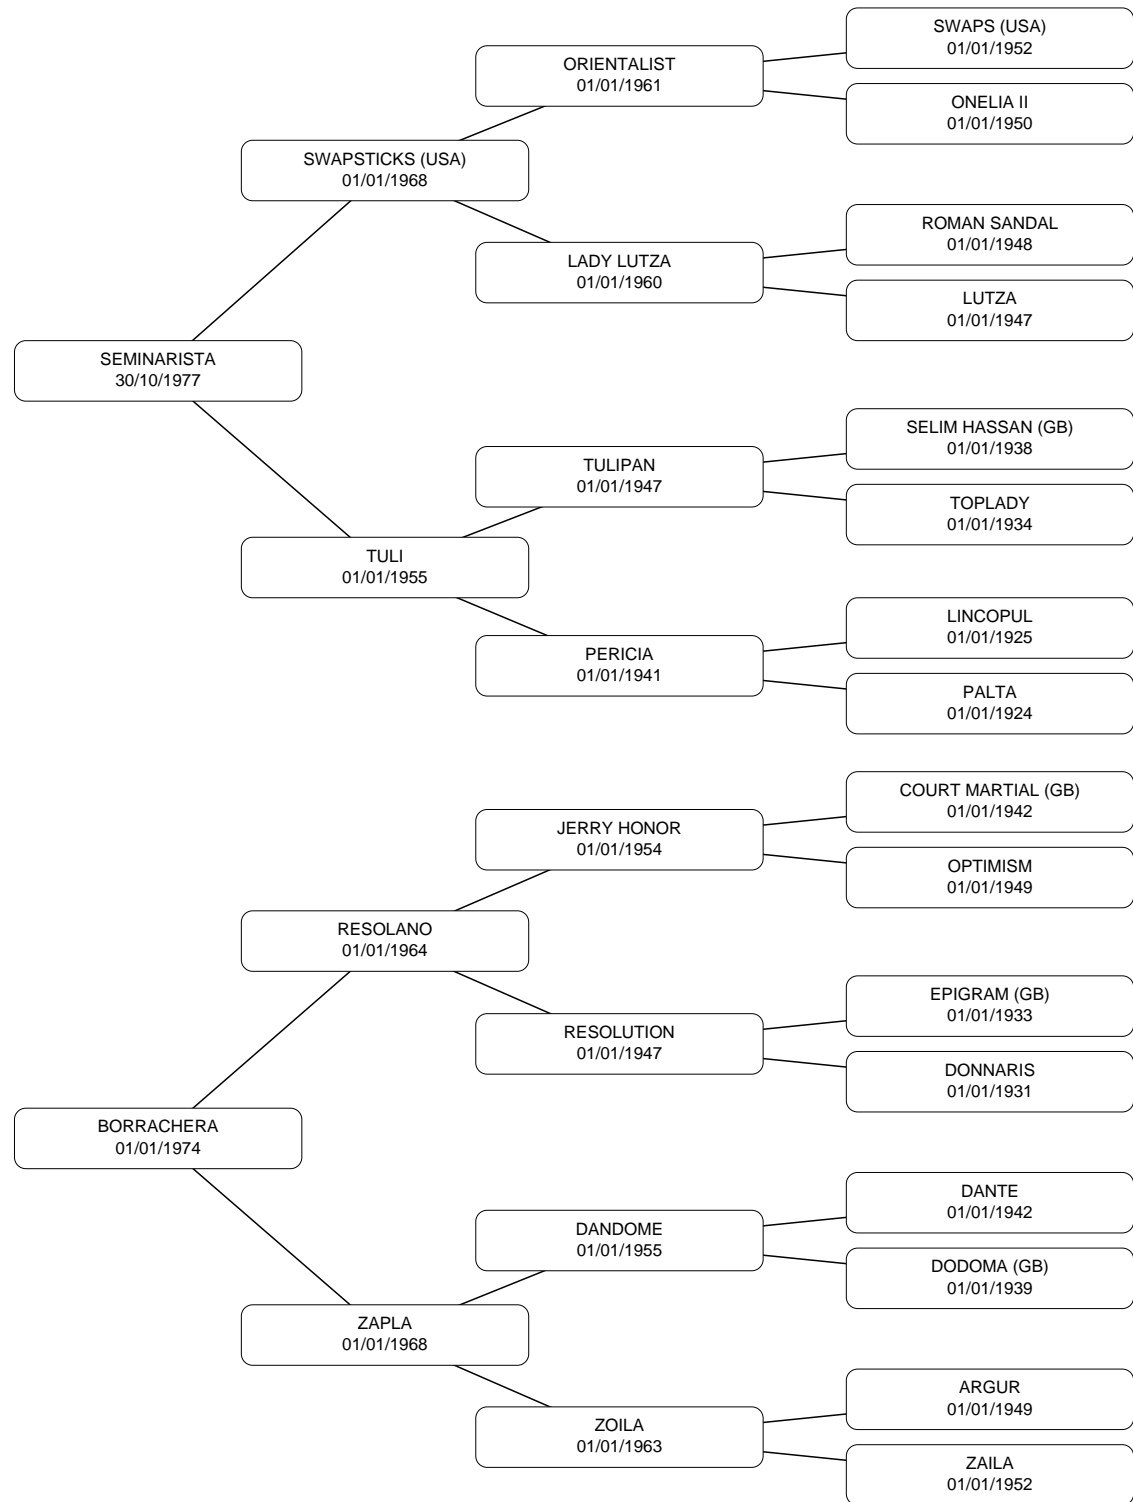 SWAPS (USA)
01/01/1952
ORIENTALIST
01/01/1961
ONELIA II
01/01/1950
SWAPSTICKS (USA)
01/01/1968
ROMAN SANDAL
01/01/1948
LADY LUTZA
01/01/1960
LUTZA
01/01/1947
SEMINARISTA
30/10/1977
SELIM HASSAN (GB)
01/01/1938
TULIPAN
01/01/1947
TOPLADY
01/01/1934
TULI
01/01/1955
LINCOPUL
01/01/1925
PERICIA
01/01/1941
PALTA
01/01/1924
COURT MARTIAL (GB)
01/01/1942
JERRY HONOR
01/01/1954
OPTIMISM
01/01/1949
RESOLANO
01/01/1964
EPIGRAM (GB)
01/01/1933
RESOLUTION
01/01/1947
DONNARIS
01/01/1931
BORRACHERA
01/01/1974
DANTE
01/01/1942
DANDOME
01/01/1955
DODOMA (GB)
01/01/1939
ZAPLA
01/01/1968
ARGUR
01/01/1949
ZOILA
01/01/1963
ZAILA
01/01/1952